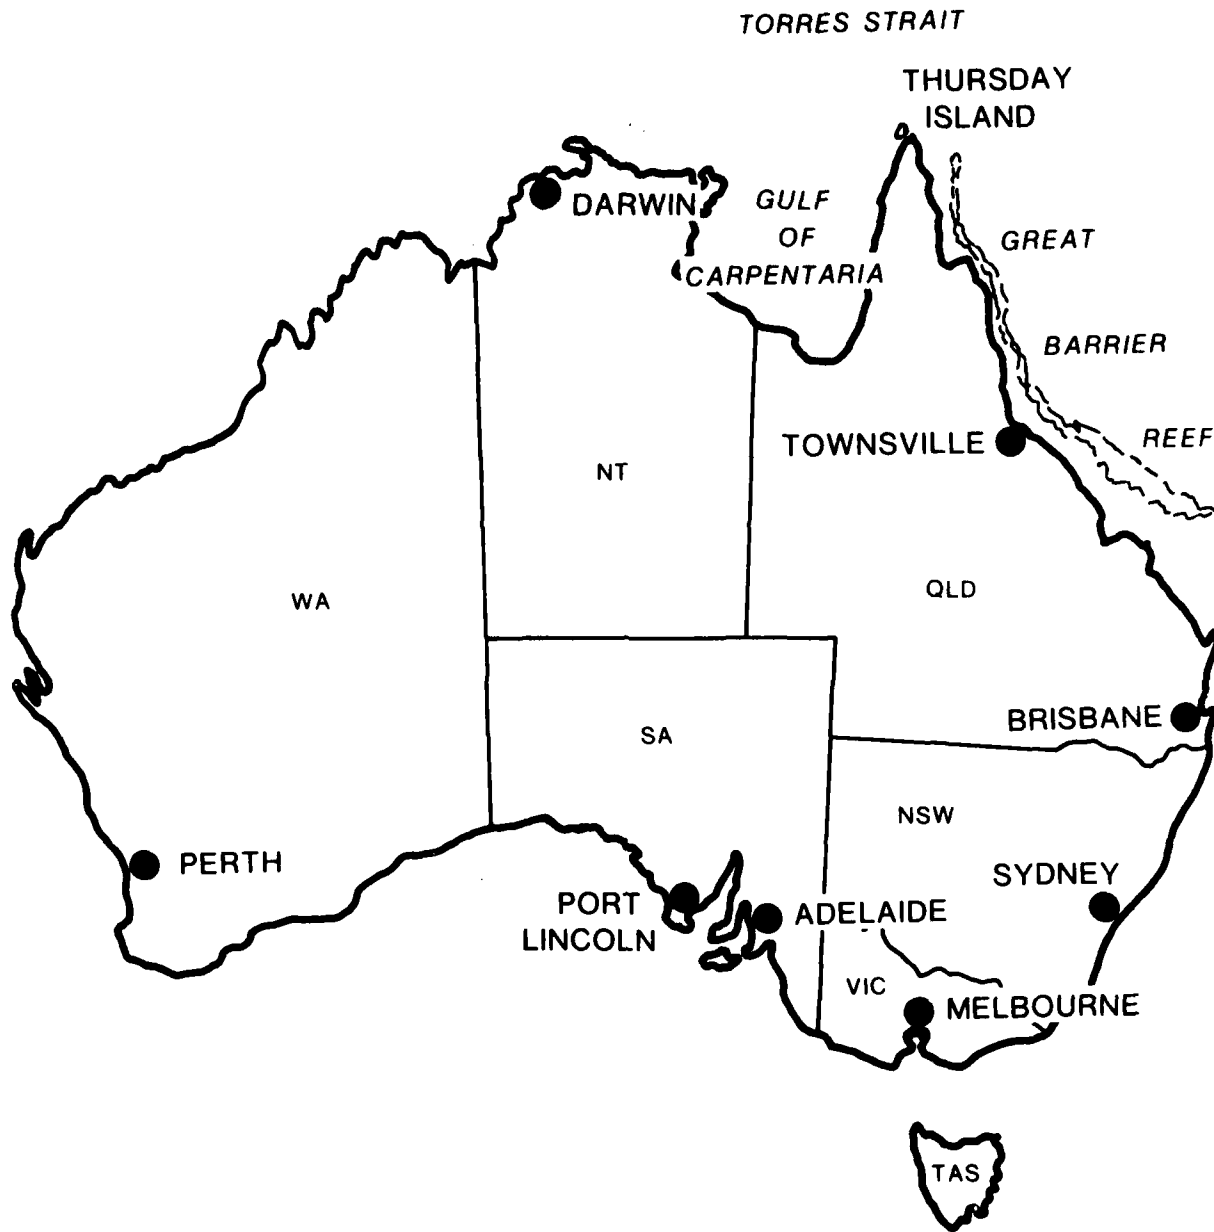 TORRES STRAIT
THURSDAY
ISLAND
DARWIN
GULF
OF
CARPENTARIA
GREAT
BARRIER
REEF
TOWNSVILLE
NT
WA
QLD
BRISBANE
SA
NSW
SYDNEY
PERTH
PORT
LINCOLN
ADELAIDE
VIC
MELBOURNE
TAS